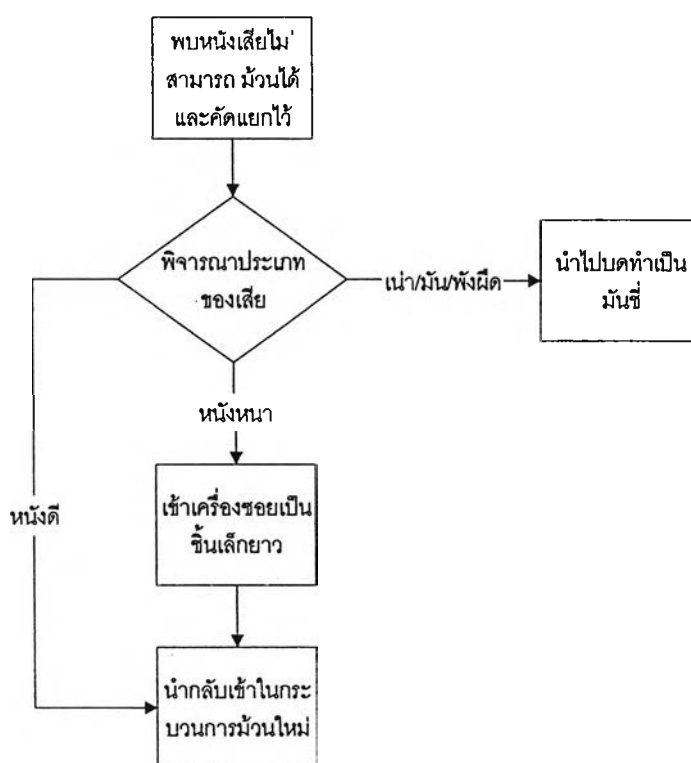 พบหนังเสียไม่
สามารถ ม้วนได้
และคัดแยกไว้
พิจารณาประเภท
ของเสีย
เน่า/มัน/พังผืด
นำไปบดทำเป็น
มันชี่
หนังหนา
เข้าเครื่องซอยเป็น
ชิ้นเล็กยาว
หนังดี
นำกลับเข้าในกระ
บวนการม้วนใหม่